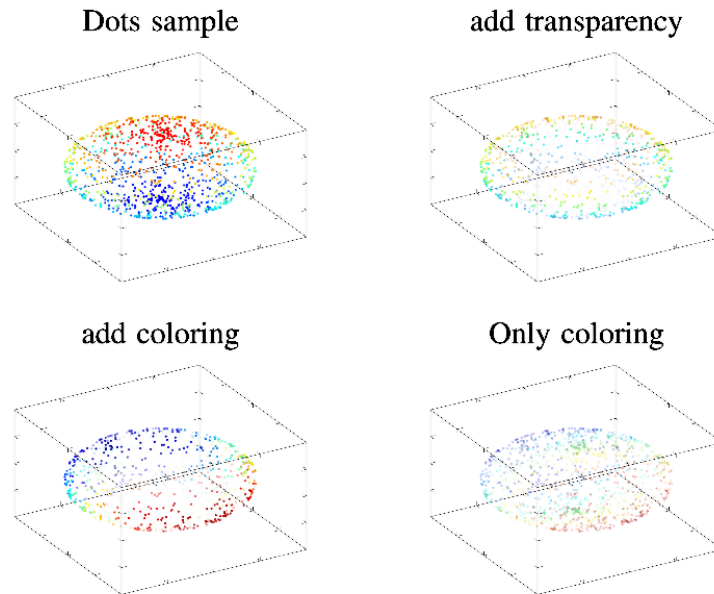 Dots sample
add transparency
add coloring
Only coloring